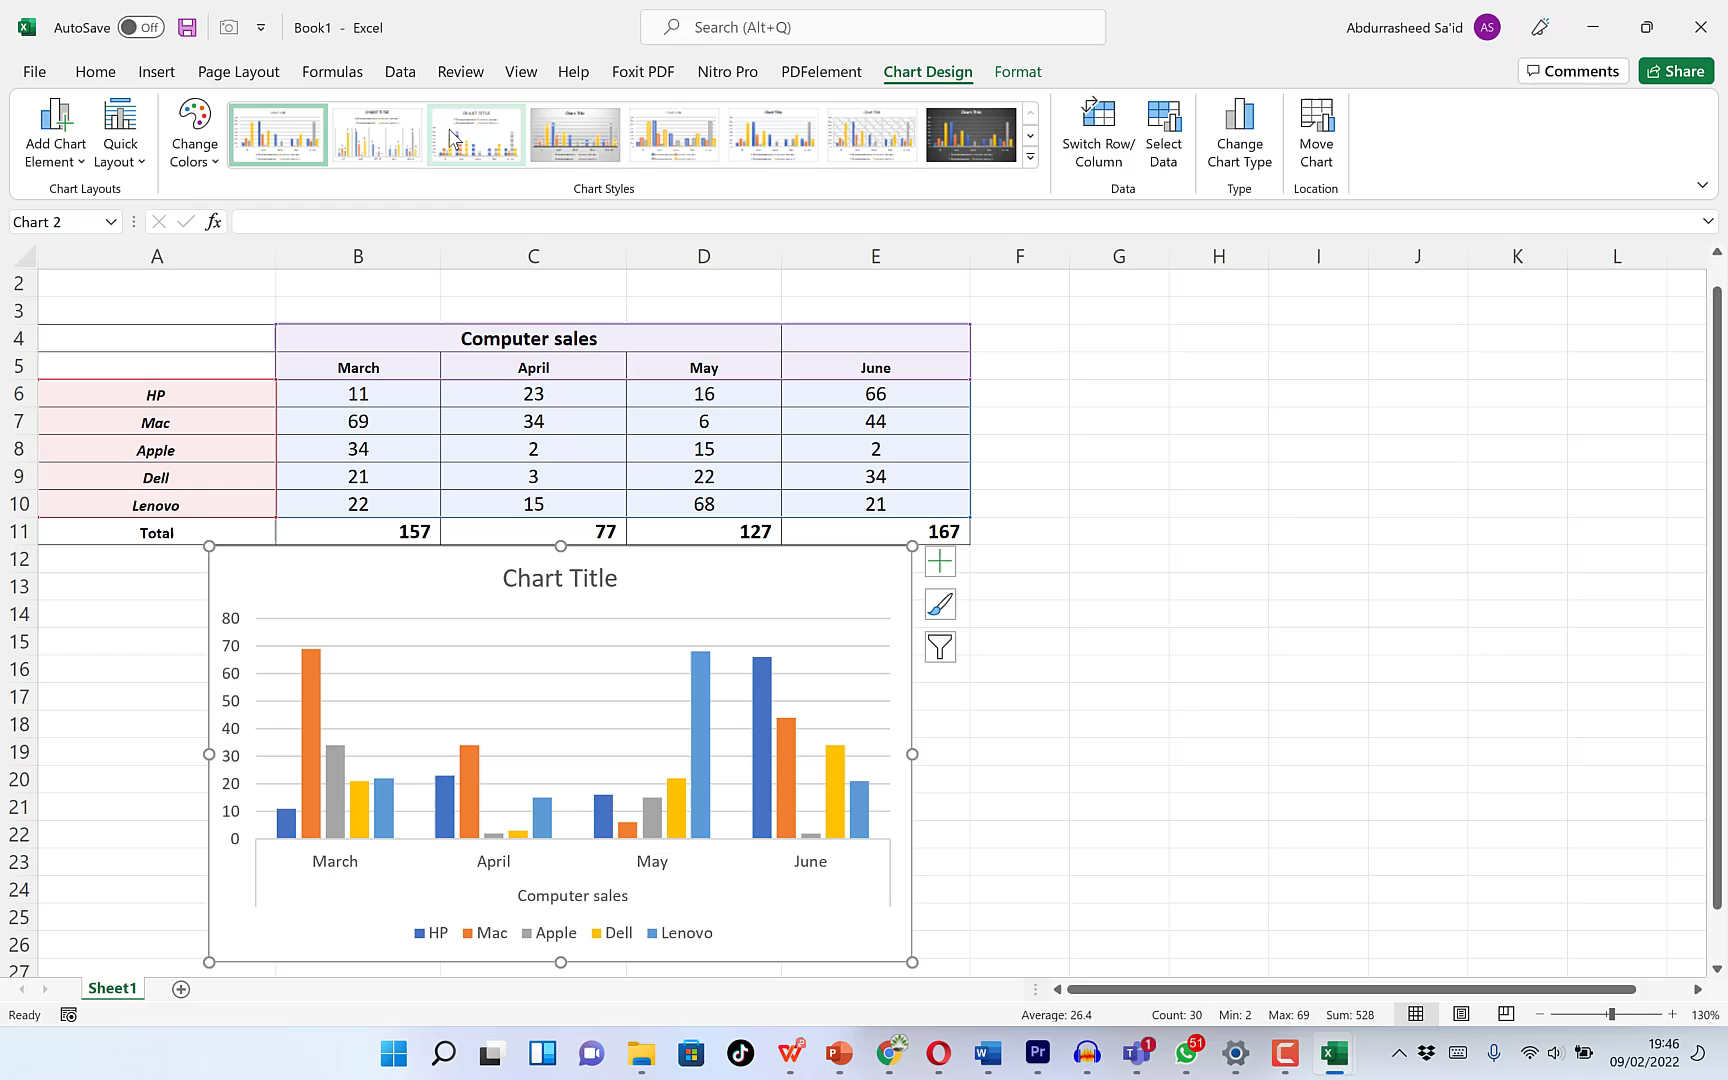 AutoSave Off Book1 - Excel Search (Alt+Q) Abdurrasheed Sa'id AS
File Home Insert Page Layout Formulas Data Review View Help Foxit PDF Nitro Pro PDFelement Chart Design Format Comments Share
Add Chart Element Quick Layout Change Colors Switch Row/ Column Select Data Change Chart Type Move Chart
Chart Layouts Chart Styles Data Type Location
Chart 2 fx
A B C D E F G H I J K L
2
3
4 Computer sales
5 March April May June
6 HP 11 23 16 66
7 Mac 69 34 6 44
8 Apple 34 2 15 2
9 Dell 21 3 22 34
10 Lenovo 22 15 68 21
11 Total 157 77 127 167
12
13
14
15
16
17
18
19
20
21
22
23
24
25
26
27
Chart Title
80
70
60
50
40
30
20
10
0
March April May June
Computer sales
HP Mac Apple Dell Lenovo
Sheet1
Ready Average: 26.4 Count: 30 Min: 2 Max: 69 Sum: 528 130%
W P W Pr 1 51 19:46
09/02/2022